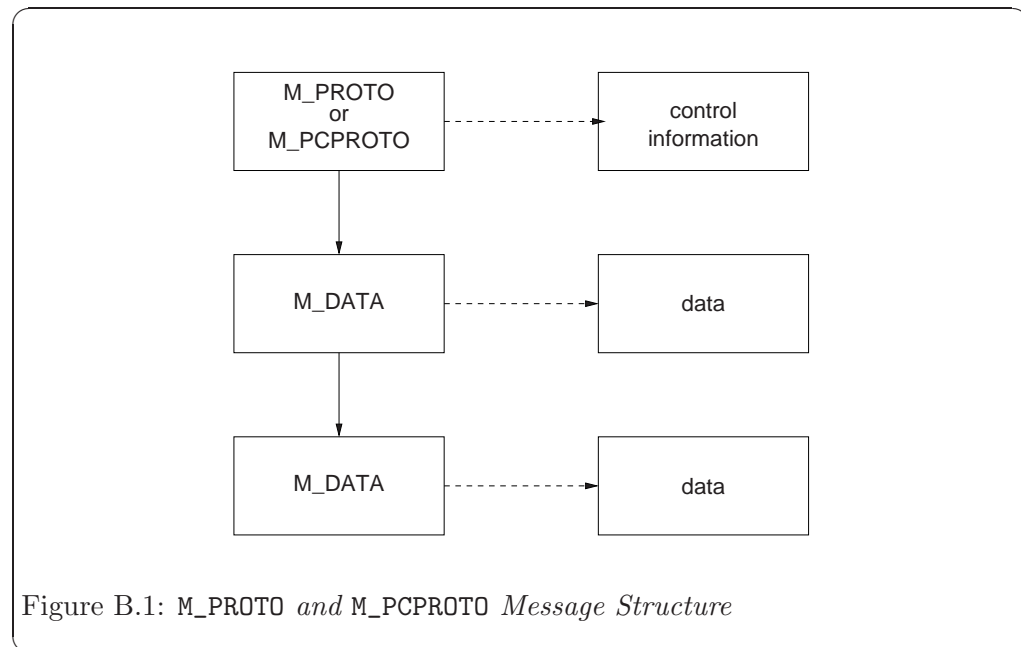 M_PROTO
or
M_PCPROTO
control
information
M_DATA
data
M_DATA
data
Figure B.1: M_PROTO and M_PCPROTO Message Structure